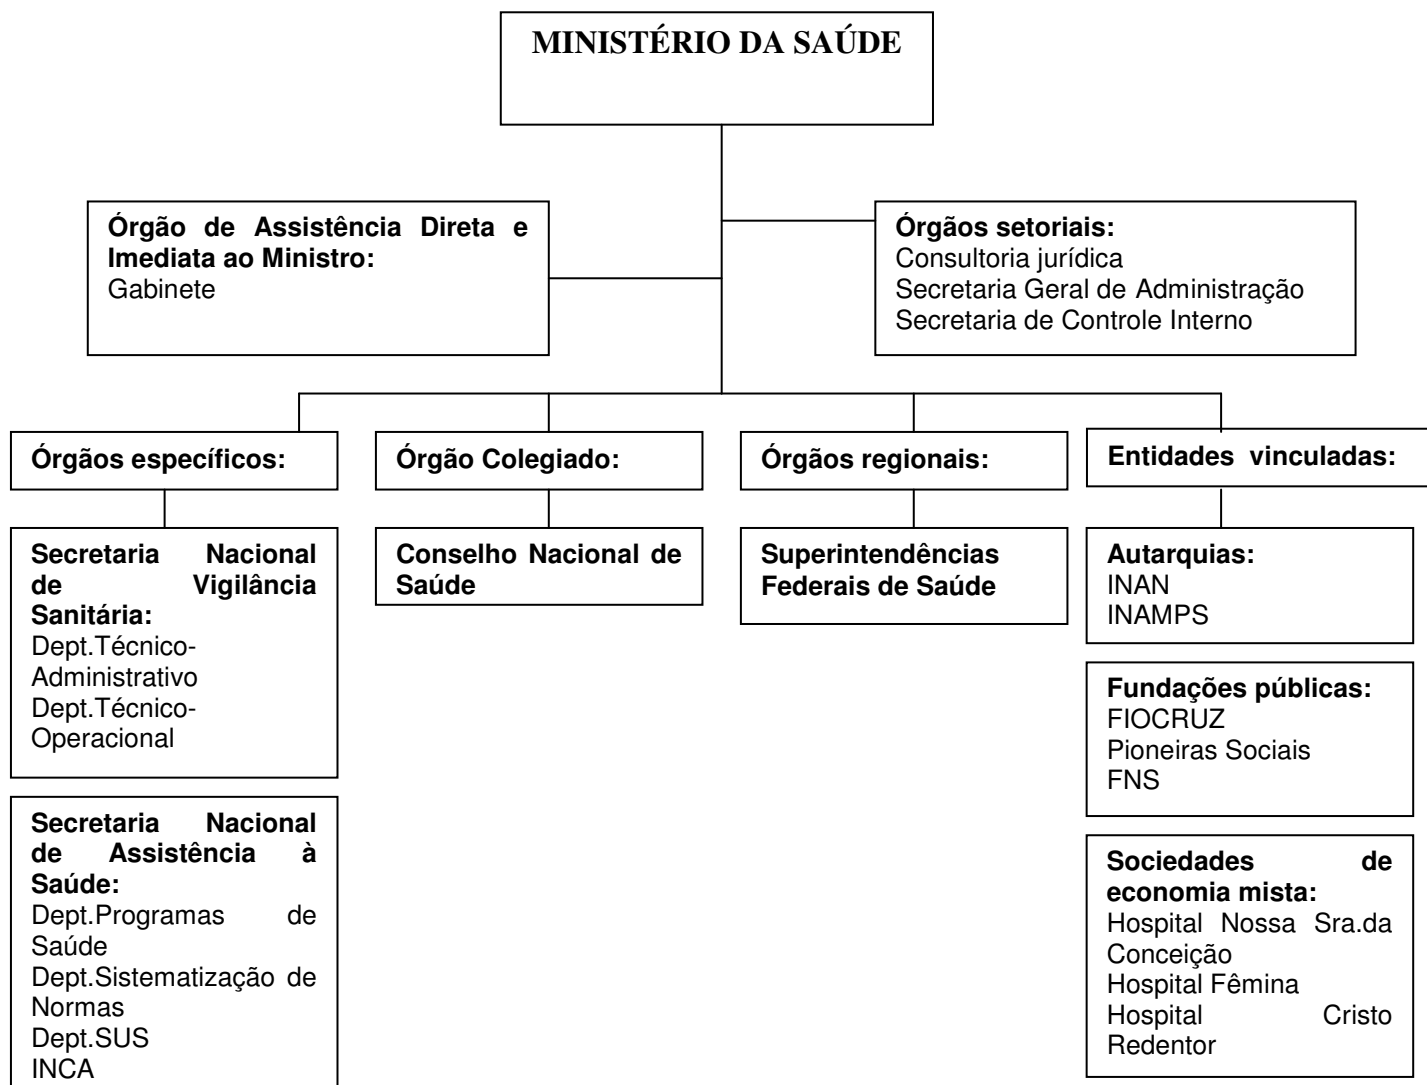 MINISTÉRIO DA SAÚDE
Órgão de Assistência Direta e
Imediata ao Ministro:
Gabinete
Órgãos setoriais:
Consultoria jurídica
Secretaria Geral de Administração
Secretaria de Controle Interno
Órgãos específicos:
Órgão Colegiado:
Órgãos regionais:
Entidades vinculadas:
Secretaria Nacional
de Vigilância
Sanitária:
Dept.Técnico-
Administrativo
Dept.Técnico-
Operacional
Conselho Nacional de
Saúde
Superintendências
Federais de Saúde
Autarquias:
INAN
INAMPS
Fundações públicas:
FIOCRUZ
Pioneiras Sociais
FNS
Secretaria Nacional
de Assistência à
Saúde:
Dept.Programas de
Saúde
Dept.Sistematização de
Normas
Dept.SUS
INCA
Sociedades de
economia mista:
Hospital Nossa Sra.da
Conceição
Hospital Fêmina
Hospital Cristo
Redentor